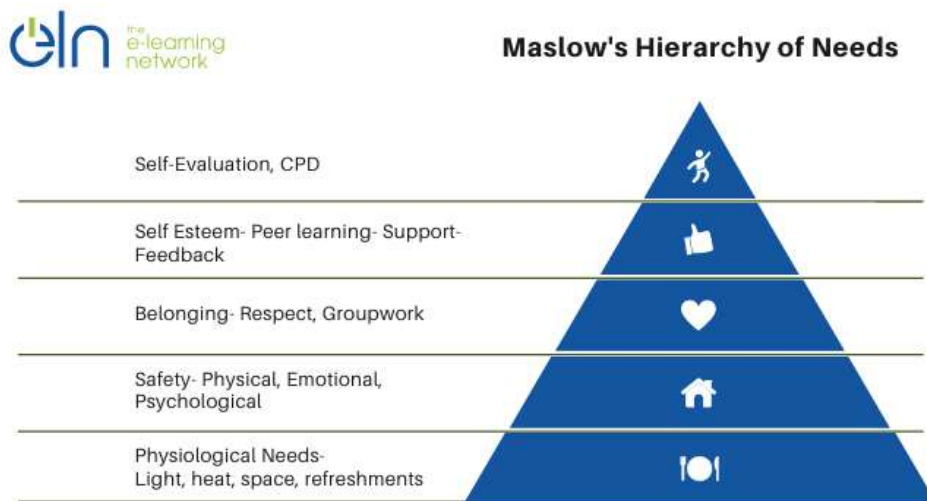 eln
the
e-learning
network
Maslow's Hierarchy of Needs
Self-Evaluation, CPD
Self Esteem- Peer learning- Support-
Feedback
Belonging- Respect, Groupwork
Safety- Physical, Emotional,
Psychological
Physiological Needs-
Light, heat, space, refreshments